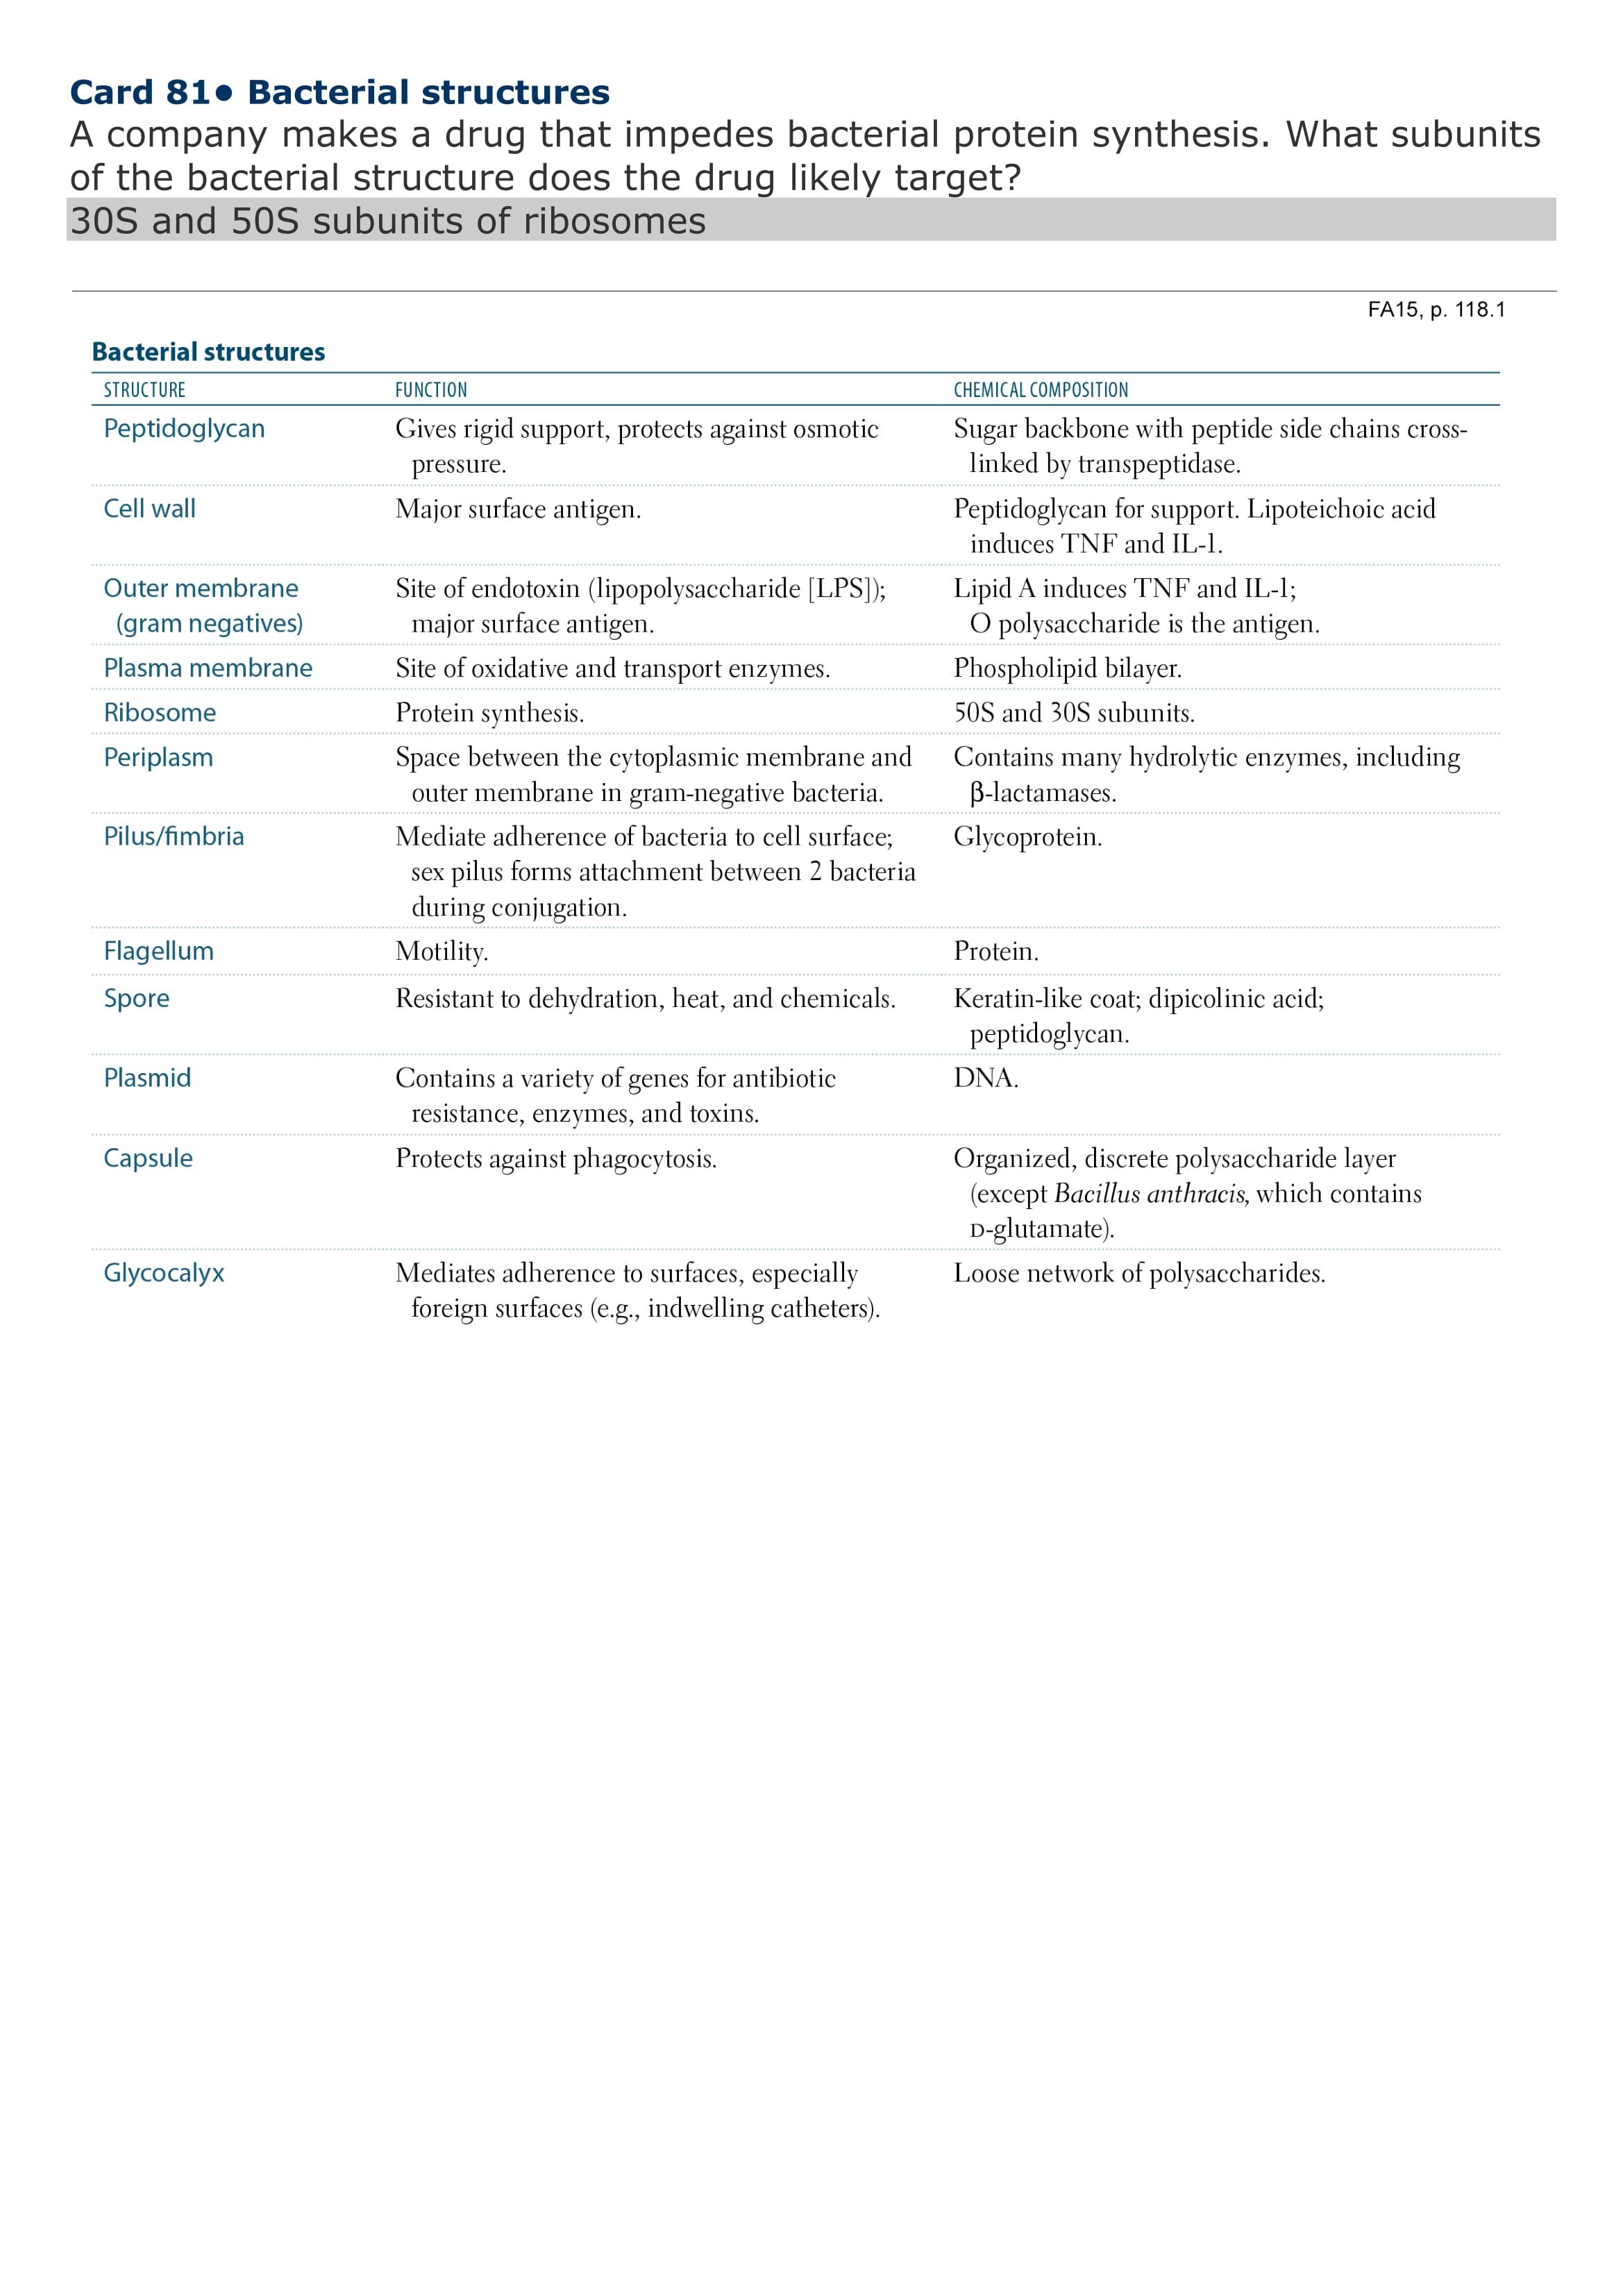 Card 81● Bacterial structures
A company makes a drug that impedes bacterial protein synthesis. What subunits
of the bacterial structure does the drug likely target?
30S and 50S subunits of ribosomes
FA15, p. 118.1
Bacterial structures
STRUCTURE FUNCTION CHEMICAL COMPOSITION
Peptidoglycan Gives rigid support, protects against osmotic Sugar backbone with peptide side chains cross-
pressure. linked by transpeptidase.
Cell wall Major surface antigen. Peptidoglycan for support. Lipoteichoic acid
induces TNF and IL-1.
Outer membrane Site of endotoxin (lipopolysaccharide [LPS]); Lipid A induces TNF and IL-1;
(gram negatives) major surface antigen. O polysaccharide is the antigen.
Plasma membrane Site of oxidative and transport enzymes. Phospholipid bilayer.
Ribosome Protein synthesis. 50S and 30S subunits.
Periplasm Space between the cytoplasmic membrane and Contains many hydrolytic enzymes, including
outer membrane in gram-negative bacteria. β-lactamases.
Pilus/fimbria Mediate adherence of bacteria to cell surface; Glycoprotein.
sex pilus forms attachment between 2 bacteria
during conjugation.
Flagellum Motility. Protein.
Spore Resistant to dehydration, heat, and chemicals. Keratin-like coat; dipicolinic acid;
peptidoglycan.
Plasmid Contains a variety of genes for antibiotic DNA.
resistance, enzymes, and toxins.
Capsule Protects against phagocytosis. Organized, discrete polysaccharide layer
(except Bacillus anthracis, which contains
D-glutamate).
Glycocalyx Mediates adherence to surfaces, especially Loose network of polysaccharides.
foreign surfaces (e.g., indwelling catheters).